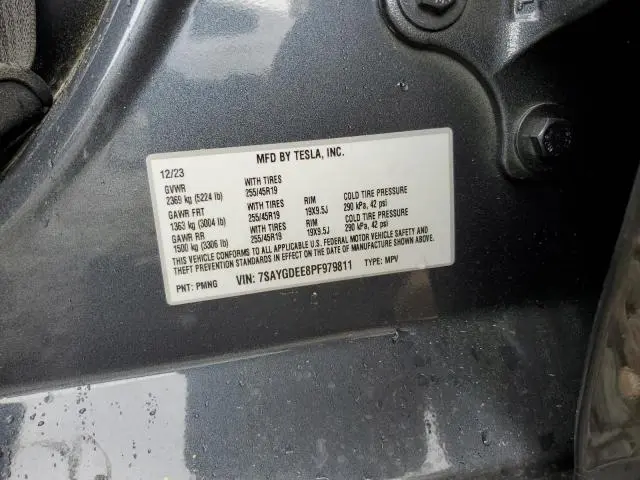 MFD BY TESLA, INC.
12/23
GVWR WITH TIRES
2369 kg (5224 lb) 255/45R19
GAWR FRT WITH TIRES RIM COLD TIRE PRESSURE
1363 kg (3004 lb) 255/45R19 19X9.5J 290 kPa, 42 psi
GAWR RR WITH TIRES RIM COLD TIRE PRESSURE
1500 kg (3306 lb) 255/45R19 19X9.5J 290 kPa, 42 psi
THIS VEHICLE CONFORMS TO ALL APPLICABLE U.S. FEDERAL MOTOR VEHICLE SAFETY AND
THEFT PREVENTION STANDARDS IN EFFECT ON THE DATE OF MANUFACTURE SHOWN ABOVE.
PNT: PMNG VIN: 7SAYGDEE8PF979811 TYPE: MPV